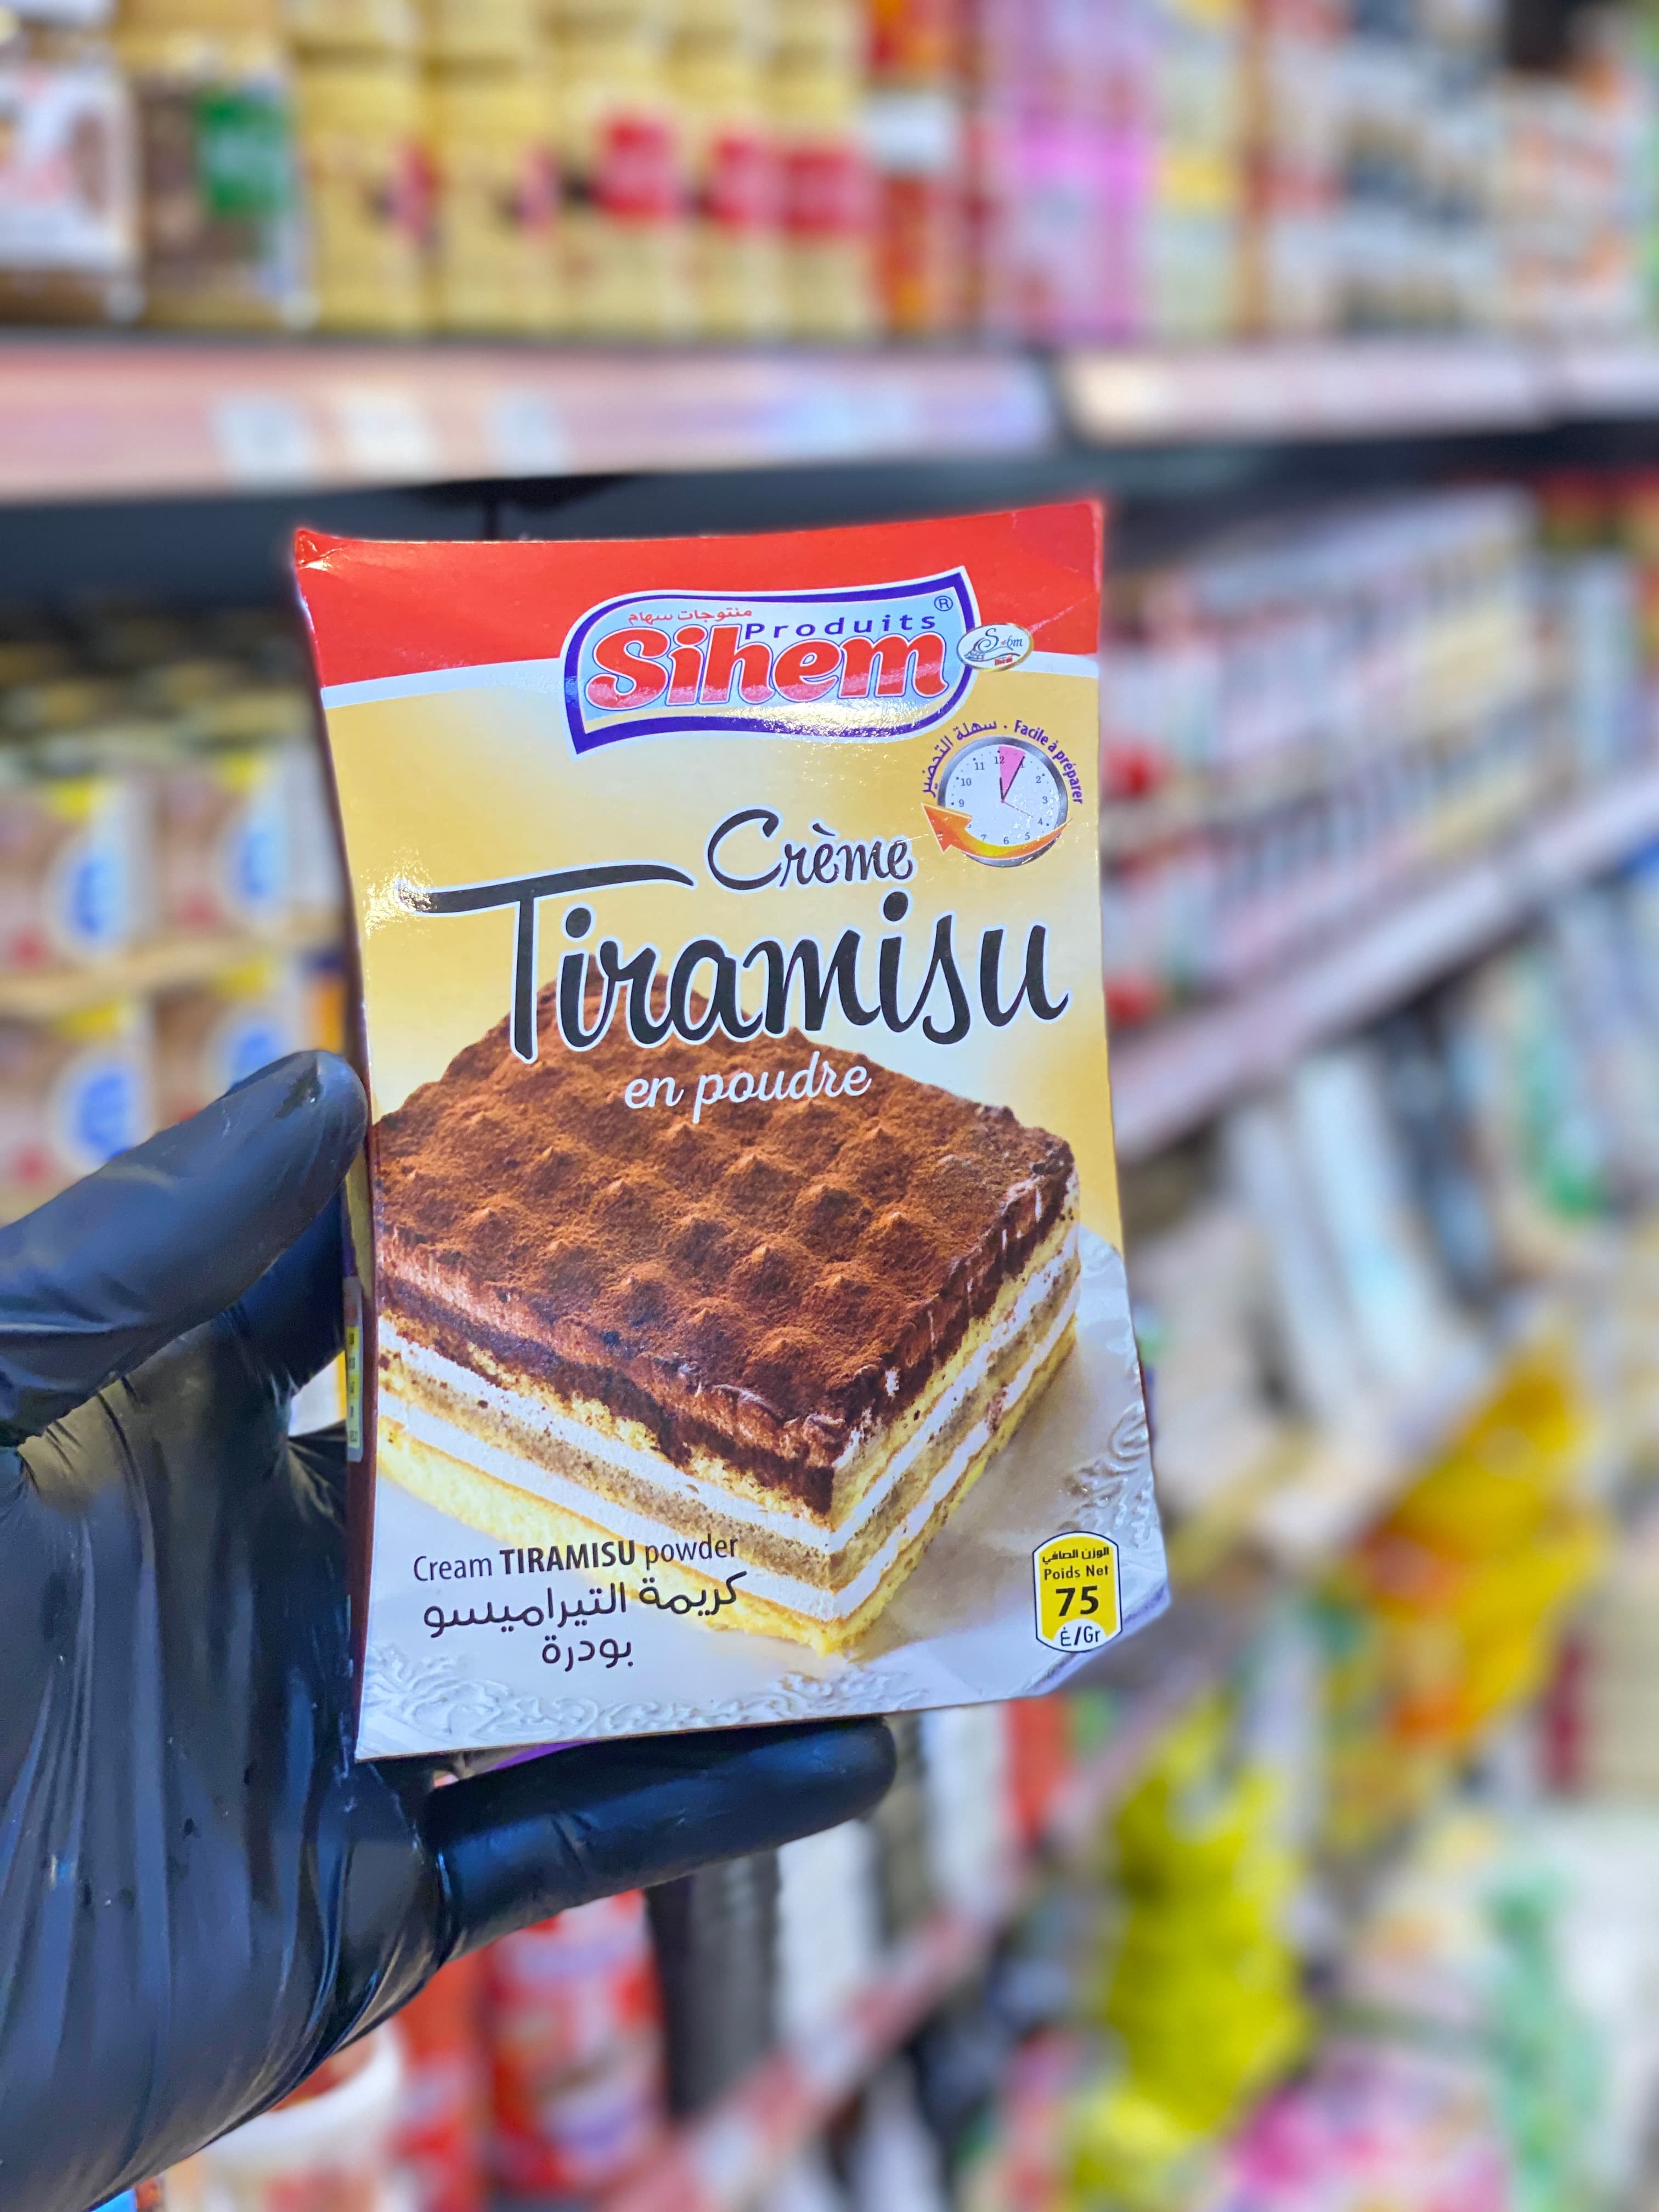 منتوجات سهام
Produits
Sihem
®
سهلة التحضير . Facile à préparer
Crème
Tiramisu
en poudre
Cream TIRAMISU powder
كريمة التيراميسو
بودرة
الوزن الصافي
Poids Net
75
غ/Gr